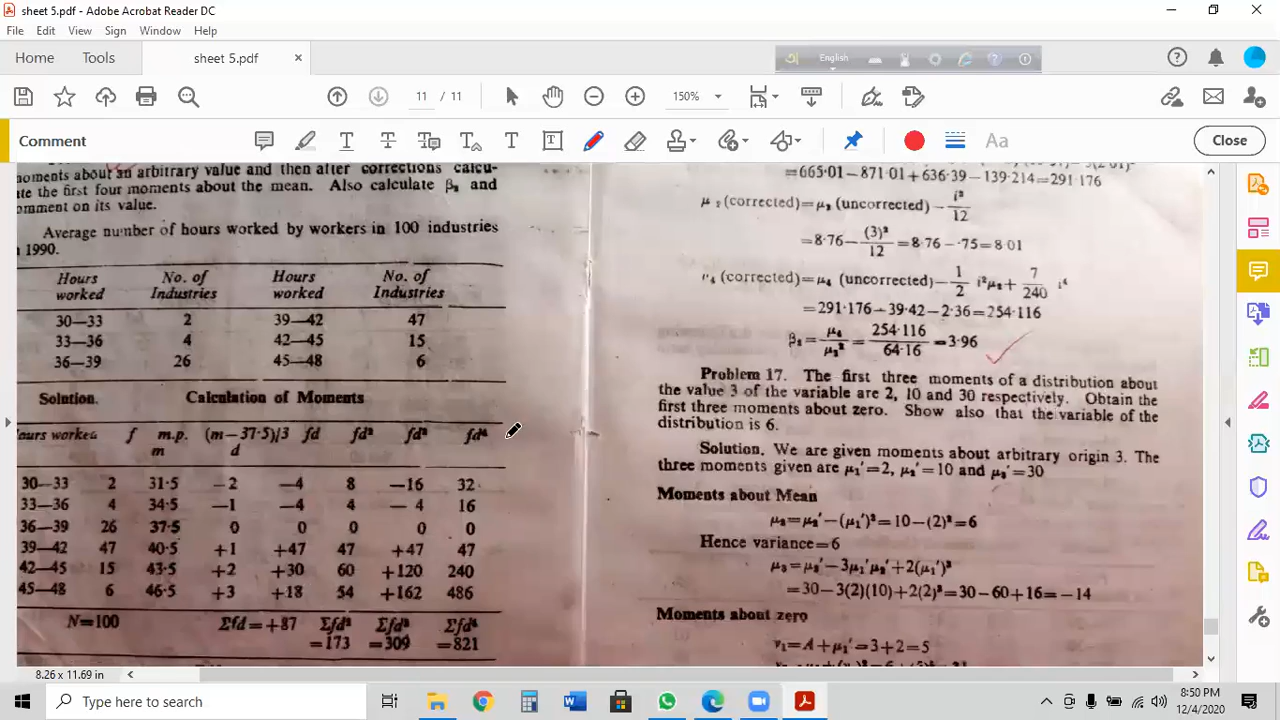 sheet 5.pdf - Adobe Acrobat Reader DC
File Edit View Sign Window Help
Home Tools sheet 5.pdf
English
11 / 11 150%
Comment Close
moments about an arbitrary value and then after corrections calcu-
te the first four moments about the mean. Also calculate β₂ and
omment on its value.
Average number of hours worked by workers in 100 industries
1990.
Hours worked No. of Industries Hours worked No. of Industries
30—33 2 39—42 47
33—36 4 42—45 15
36—39 26 45—48 6
Solution. Calculation of Moments
ours worked f m.p. m (m—37·5)/3 d fd fd² fd³ fd⁴
30—33 2 31·5 —2 —4 8 —16 32
33—36 4 34·5 —1 —4 4 — 4 16
36—39 26 37·5 0 0 0 0 0
39—42 47 40·5 +1 +47 47 +47 47
42—45 15 43·5 +2 +30 60 +120 240
45—48 6 46·5 +3 +18 54 +162 486
N=100 Σfd=+87 Σfd² =173 Σfd³ =309 Σfd⁴ =821
=665·01—871·01+636·39—139·214=291·176
μ₂ (corrected)=μ₂ (uncorrected)— i²/12
=8·76— (3)²/12 =8·76—·75=8·01
μ₄ (corrected)=μ₄ (uncorrected)— 1/2 i²μ₂+ 7/240 i⁴
=291·176—39·42—2·36=254·116
β₂= μ₄/μ₂² = 254·116/64·16 =3·96
Problem 17. The first three moments of a distribution about
the value 3 of the variable are 2, 10 and 30 respectively. Obtain the
first three moments about zero. Show also that the variable of the
distribution is 6.
Solution. We are given moments about arbitrary origin 3. The
three moments given are μ₁′=2, μ₂′=10 and μ₃′=30
Moments about Mean
μ₂=μ₂′—(μ₁′)²=10—(2)²=6
Hence variance=6
μ₃=μ₃′—3μ₁′μ₂′+2(μ₁′)³
=30—3(2)(10)+2(2)³=30—60+16=—14
Moments about zero
v₁=A+μ₁′=3+2=5
8.26 x 11.69 in
Type here to search
8:50 PM
12/4/2020